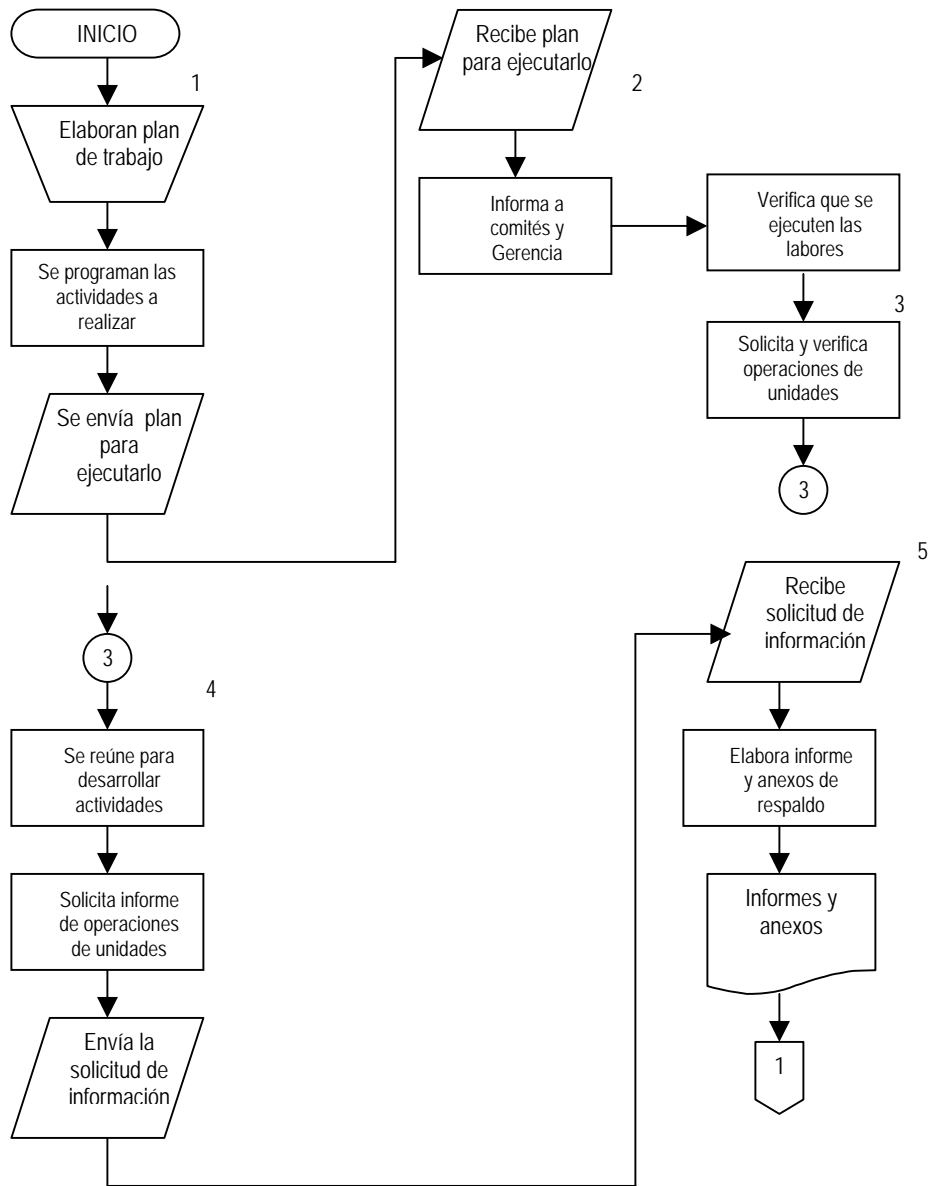 INICIO
1
Elaboran plan
de trabajo
Se programan las
actividades a
realizar
Se envía plan
para
ejecutarlo
Recibe plan
para ejecutarlo
2
Informa a
comités y
Gerencia
Verifica que se
ejecuten las
labores
3
Solicita y verifica
operaciones de
unidades
3
3
4
Se reúne para
desarrollar
actividades
Solicita informe
de operaciones
de unidades
Envía la
solicitud de
información
5
Recibe
solicitud de
información
Elabora informe
y anexos de
respaldo
Informes y
anexos
1